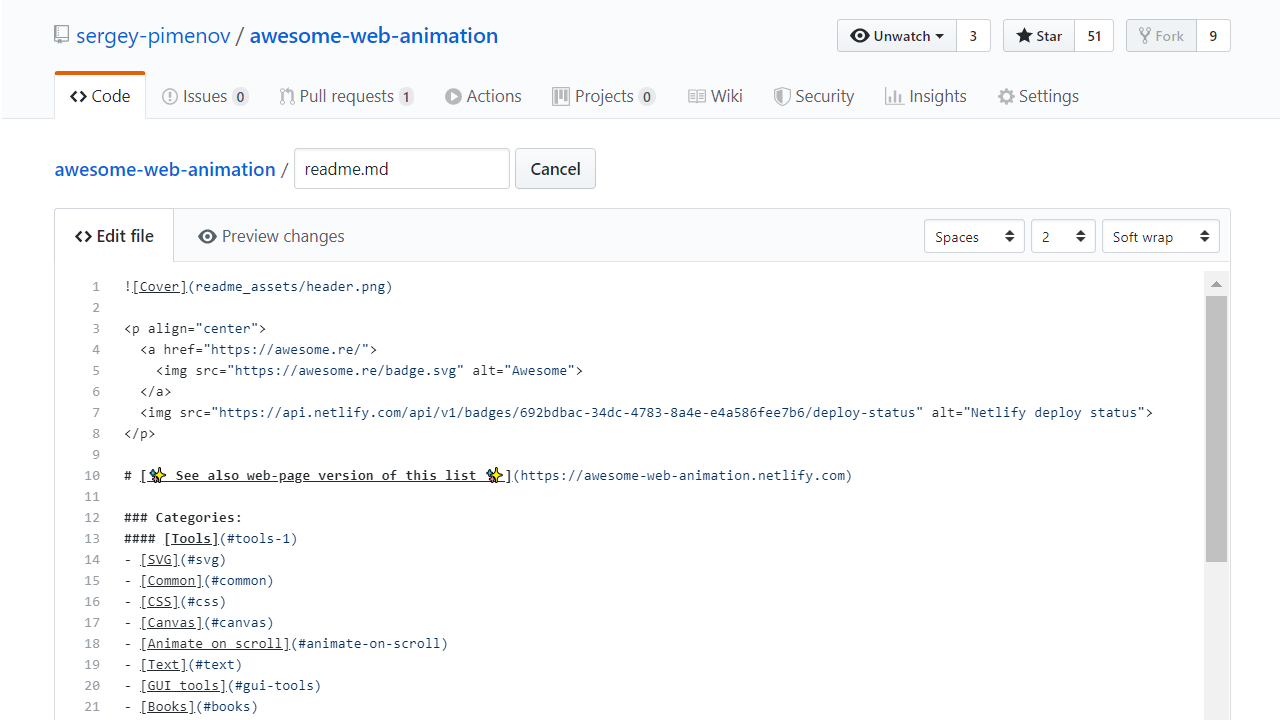 sergey-pimenov / awesome-web-animation
Unwatch 3 Star 51 Fork 9
Code Issues 0 Pull requests 1 Actions Projects 0 Wiki Security Insights Settings
awesome-web-animation / readme.md Cancel
Edit file Preview changes Spaces 2 Soft wrap
1 ![Cover](readme_assets/header.png)
2
3 <p align="center">
4   <a href="https://awesome.re/">
5     <img src="https://awesome.re/badge.svg" alt="Awesome">
6   </a>
7   <img src="https://api.netlify.com/api/v1/badges/692bdbac-34dc-4783-8a4e-e4a586fee7b6/deploy-status" alt="Netlify deploy status">
8 </p>
9
10 # [✨ See also web-page version of this list ✨](https://awesome-web-animation.netlify.com)
11
12 ### Categories:
13 #### [Tools](#tools-1)
14 - [SVG](#svg)
15 - [Common](#common)
16 - [CSS](#css)
17 - [Canvas](#canvas)
18 - [Animate on scroll](#animate-on-scroll)
19 - [Text](#text)
20 - [GUI tools](#gui-tools)
21 - [Books](#books)